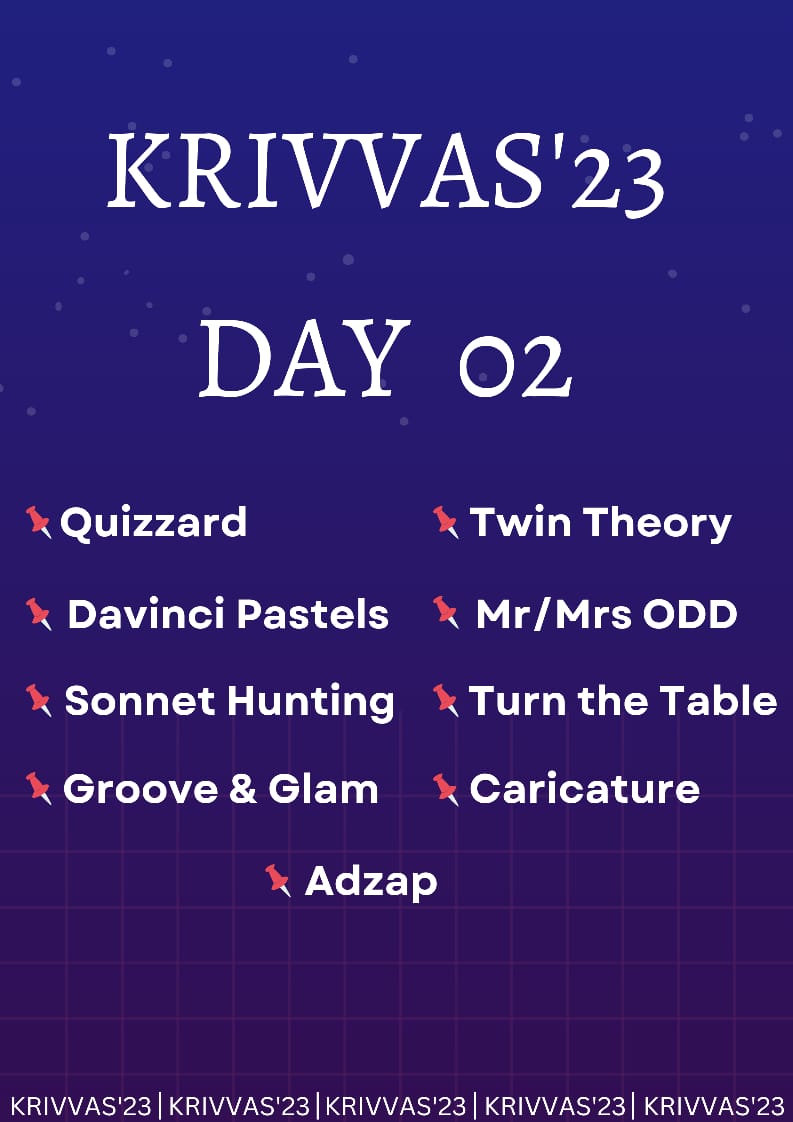 KRIVVAS'23
DAY 02
Quizzard
Twin Theory
Davinci Pastels
Mr/Mrs ODD
Sonnet Hunting
Turn the Table
Groove & Glam
Caricature
Adzap
KRIVVAS'23|KRIVVAS'23|KRIVVAS'23|KRIVVAS'23|KRIVVAS'23